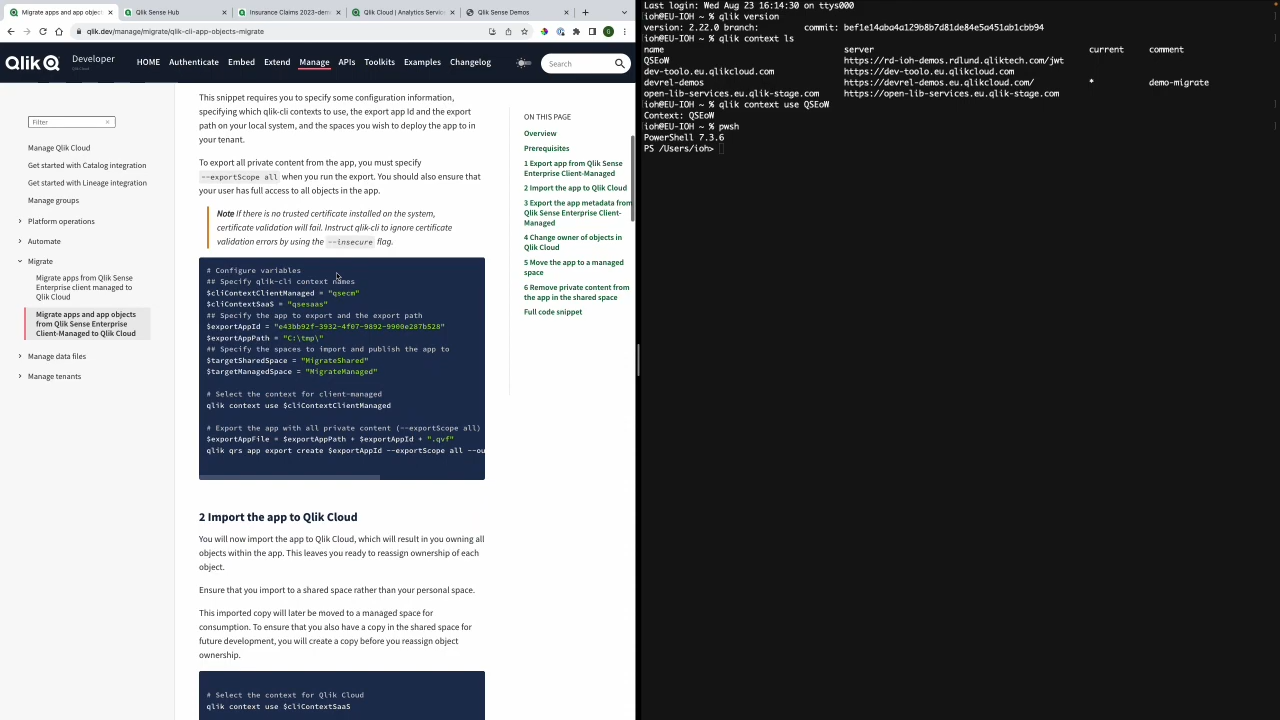 Migrate apps and app object
Qlik Sense Hub
Insurance Claims 2023-dem
Qlik Cloud | Analytics Servic
Qlik Sense Demos
qlik.dev/manage/migrate/qlik-cli-app-objects-migrate
Qlik
Developer
HOME
Authenticate
Embed
Extend
Manage
APIs
Toolkits
Examples
Changelog
Search
Filter
Manage Qlik Cloud
Get started with Catalog integration
Get started with Lineage integration
Manage groups
Platform operations
Automate
Migrate
Migrate apps from Qlik Sense
Enterprise client managed to
Qlik Cloud
Migrate apps and app objects
from Qlik Sense Enterprise
Client-Managed to Qlik Cloud
Manage data files
Manage tenants
This snippet requires you to specify some configuration information,
specifying which qlik-cli contexts to use, the export app Id and the export
path on your local system, and the spaces you wish to deploy the app to in
your tenant.
To export all private content from the app, you must specify
--exportScope all when you run the export. You should also ensure that
your user has full access to all objects in the app.
Note If there is no trusted certificate installed on the system,
certificate validation will fail. Instruct qlik-cli to ignore certificate
validation errors by using the --insecure flag.
# Configure variables
## Specify qlik-cli context names
$cliContextClientManaged = "qsecm"
$cliContextSaaS = "qsesaas"
## Specify the app to export and the export path
$exportAppId = "e43bb92f-3932-4f07-9892-9900e287b528"
$exportAppPath = "C:\tmp\"
## Specify the spaces to import and publish the app to
$targetSharedSpace = "MigrateShared"
$targetManagedSpace = "MigrateManaged"
# Select the context for client-managed
qlik context use $cliContextClientManaged
# Export the app with all private content (--exportScope all)
$exportAppFile = $exportAppPath + $exportAppId + ".qvf"
qlik qrs app export create $exportAppId --exportScope all --ou
2 Import the app to Qlik Cloud
You will now import the app to Qlik Cloud, which will result in you owning all
objects within the app. This leaves you ready to reassign ownership of each
object.
Ensure that you import to a shared space rather than your personal space.
This imported copy will later be moved to a managed space for
consumption. To ensure that you also have a copy in the shared space for
future development, you will create a copy before you reassign object
ownership.
# Select the context for Qlik Cloud
qlik context use $cliContextSaaS
ON THIS PAGE
Overview
Prerequisites
1 Export app from Qlik Sense
Enterprise Client-Managed
2 Import the app to Qlik Cloud
3 Export the app metadata from
Qlik Sense Enterprise Client-
Managed
4 Change owner of objects in
Qlik Cloud
5 Move the app to a managed
space
6 Remove private content from
the app in the shared space
Full code snippet
Last login: Wed Aug 23 16:14:30 on ttys000
ioh@EU-IOH ~ % qlik version
version: 2.22.0 branch: commit: bef1e14aba4a129b8b7d81de84e5a451ab1cbb94
ioh@EU-IOH ~ % qlik context ls
name server current comment
QSEoW https://rd-ioh-demos.rdlund.qliktech.com/jwt
dev-toolo.eu.qlikcloud.com https://dev-toolo.eu.qlikcloud.com
devrel-demos https://devrel-demos.eu.qlikcloud.com/ * demo-migrate
open-lib-services.eu.qlik-stage.com https://open-lib-services.eu.qlik-stage.com
ioh@EU-IOH ~ % qlik context use QSEoW
Context: QSEoW
ioh@EU-IOH ~ % pwsh
PowerShell 7.3.6
PS /Users/ioh>